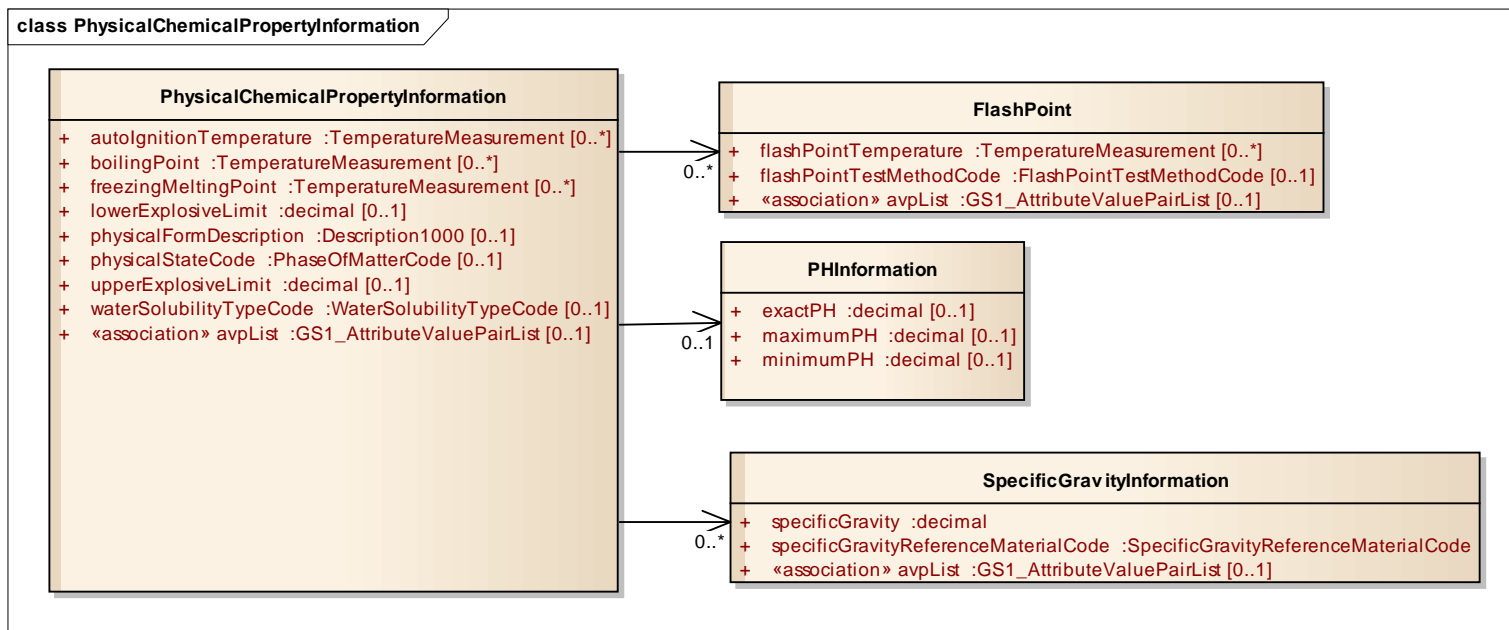 class PhysicalChemicalPropertyInformation
PhysicalChemicalPropertyInformation
+ autoIgnitionTemperature :TemperatureMeasurement [0..*]
+ boilingPoint :TemperatureMeasurement [0..*]
+ freezingMeltingPoint :TemperatureMeasurement [0..*]
+ lowerExplosiveLimit :decimal [0..1]
+ physicalFormDescription :Description1000 [0..1]
+ physicalStateCode :PhaseOfMatterCode [0..1]
+ upperExplosiveLimit :decimal [0..1]
+ waterSolubilityTypeCode :WaterSolubilityTypeCode [0..1]
+ «association» avpList :GS1_AttributeValuePairList [0..1]
0..*
FlashPoint
+ flashPointTemperature :TemperatureMeasurement [0..*]
+ flashPointTestMethodCode :FlashPointTestMethodCode [0..1]
+ «association» avpList :GS1_AttributeValuePairList [0..1]
0..1
PHInformation
+ exactPH :decimal [0..1]
+ maximumPH :decimal [0..1]
+ minimumPH :decimal [0..1]
0..*
SpecificGravityInformation
+ specificGravity :decimal
+ specificGravityReferenceMaterialCode :SpecificGravityReferenceMaterialCode
+ «association» avpList :GS1_AttributeValuePairList [0..1]